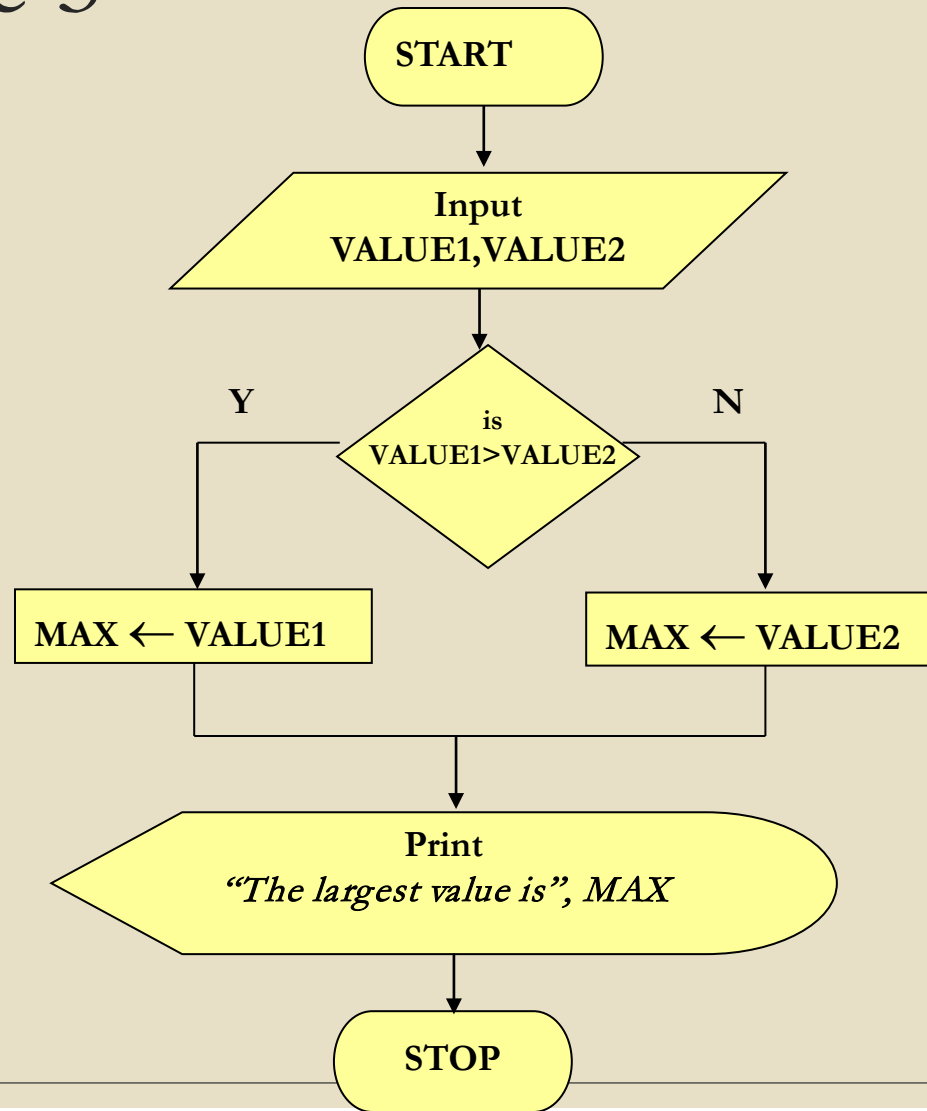 START
Input
VALUE1,VALUE2
Y
N
is
VALUE1>VALUE2
MAX ← VALUE1
MAX ← VALUE2
Print
“The largest value is”, MAX
STOP